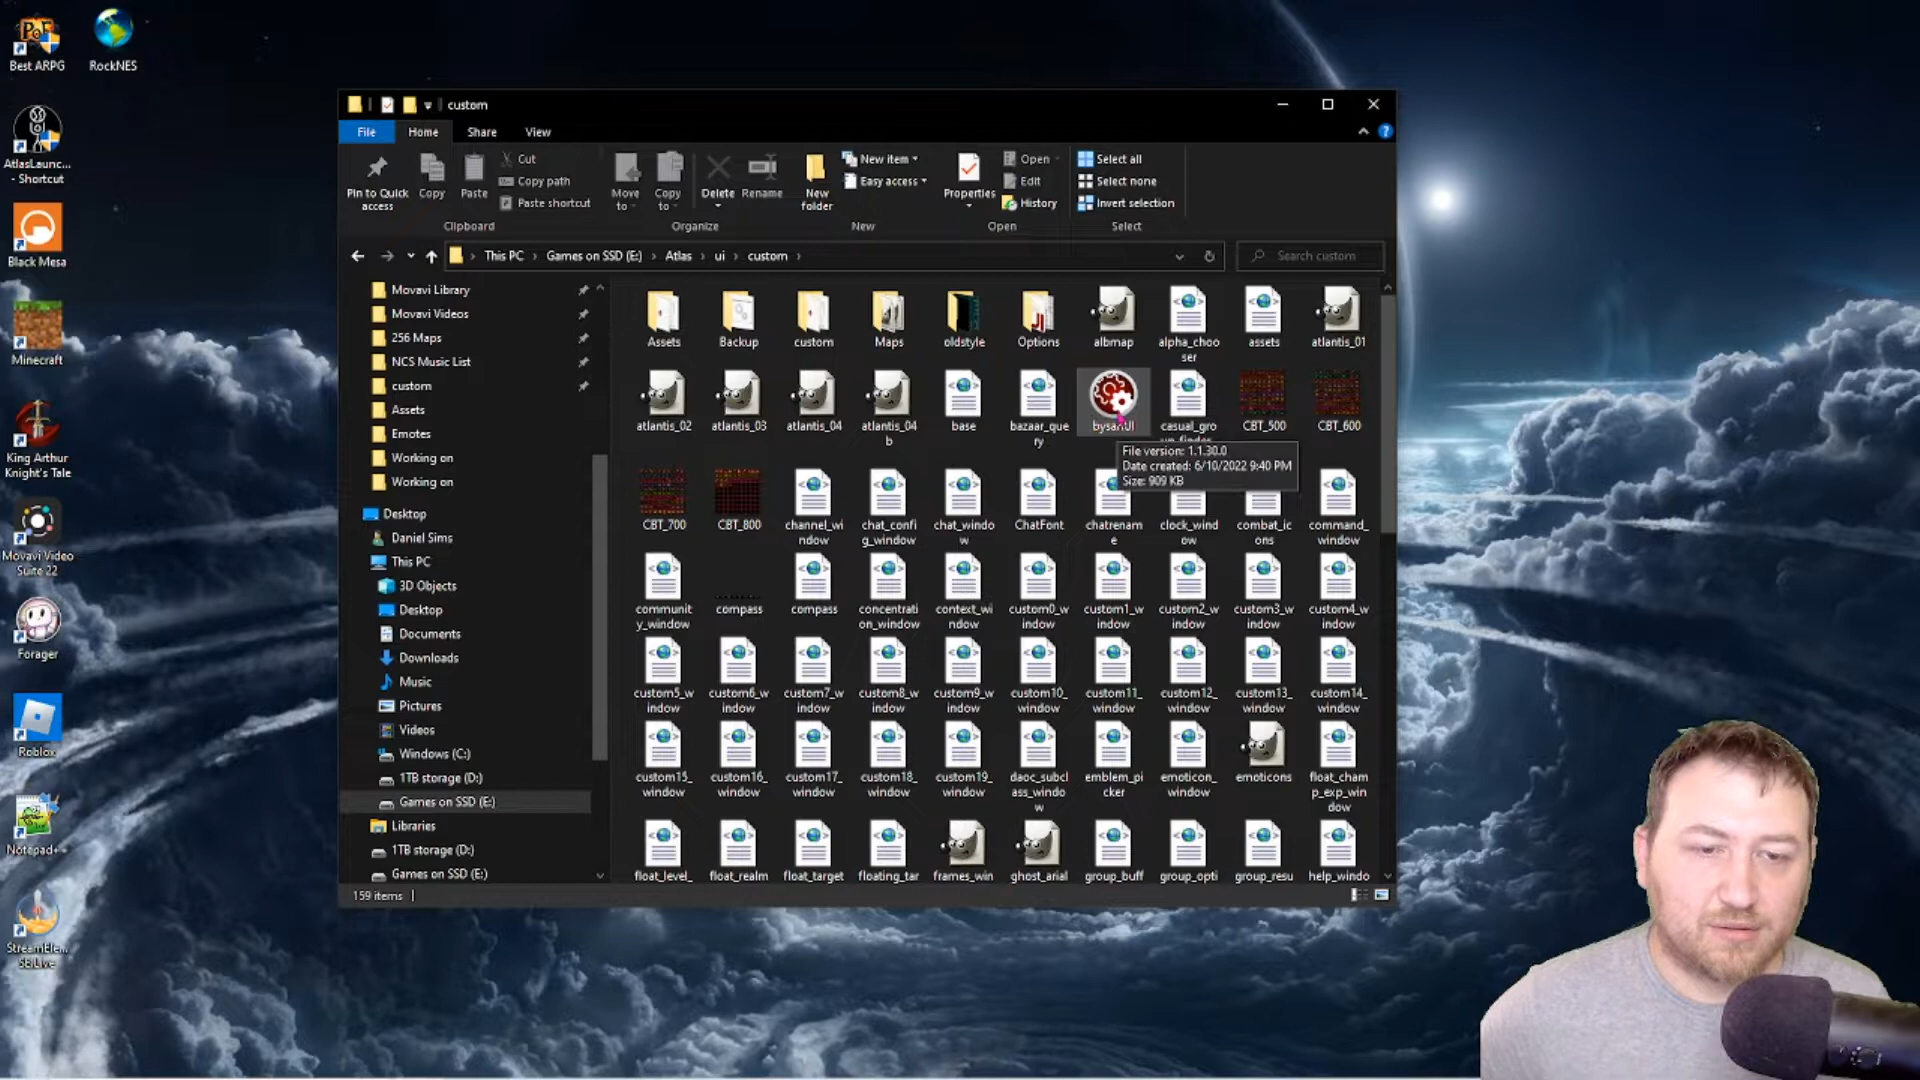 Best ARPG
RockNES
AtlasLaunc...
- Shortcut
Black Mesa
Minecraft
King Arthur
Knight's Tale
Movavi Video
Suite 22
Forager
Roblox
Notepad++
StreamEle...
SE.Live
custom
File
Home
Share
View
Pin to Quick
access
Copy
Paste
Cut
Copy path
Paste shortcut
Clipboard
Move
to
Copy
to
Delete
Rename
Organize
New
folder
New item
Easy access
New
Properties
Open
Edit
History
Open
Select all
Select none
Invert selection
Select
This PC
Games on SSD (E:)
Atlas
ui
custom
Search custom
Movavi Library
Movavi Videos
256 Maps
NCS Music List
custom
Assets
Emotes
Working on
Working on
Desktop
Daniel Sims
This PC
3D Objects
Desktop
Documents
Downloads
Music
Pictures
Videos
Windows (C:)
1TB storage (D:)
Games on SSD (E:)
Libraries
1TB storage (D:)
Games on SSD (E:)
Assets
Backup
custom
Maps
oldstyle
Options
albmap
alpha_choo
ser
assets
atlantis_01
atlantis_02
atlantis_03
atlantis_04
atlantis_04
b
base
bazaar_que
ry
casual_gro
up_finder
CBT_500
CBT_600
File version: 1.1.30.0
Date created: 6/10/2022 9:40 PM
Size: 909 KB
CBT_700
CBT_800
channel_wi
ndow
chat_confi
g_window
chat_windo
w
ChatFont
chatrenam
e
clock_wind
ow
combat_ic
ons
command_
window
communit
y_window
compass
compass
concentrati
on_window
context_wi
ndow
custom0_w
indow
custom1_w
indow
custom2_w
indow
custom3_w
indow
custom4_w
indow
custom5_w
indow
custom6_w
indow
custom7_w
indow
custom8_w
indow
custom9_w
indow
custom10_
window
custom11_
window
custom12_
window
custom13_
window
custom14_
window
custom15_
window
custom16_
window
custom17_
window
custom18_
window
custom19_
window
daoc_subcl
ass_windo
w
emblem_pi
cker
emoticon_
window
emoticons
float_cham
p_exp_win
dow
float_level_
float_realm
float_target
floating_tar
frames_win
ghost_arial
group_buff
group_opti
group_resu
help_windo
159 items